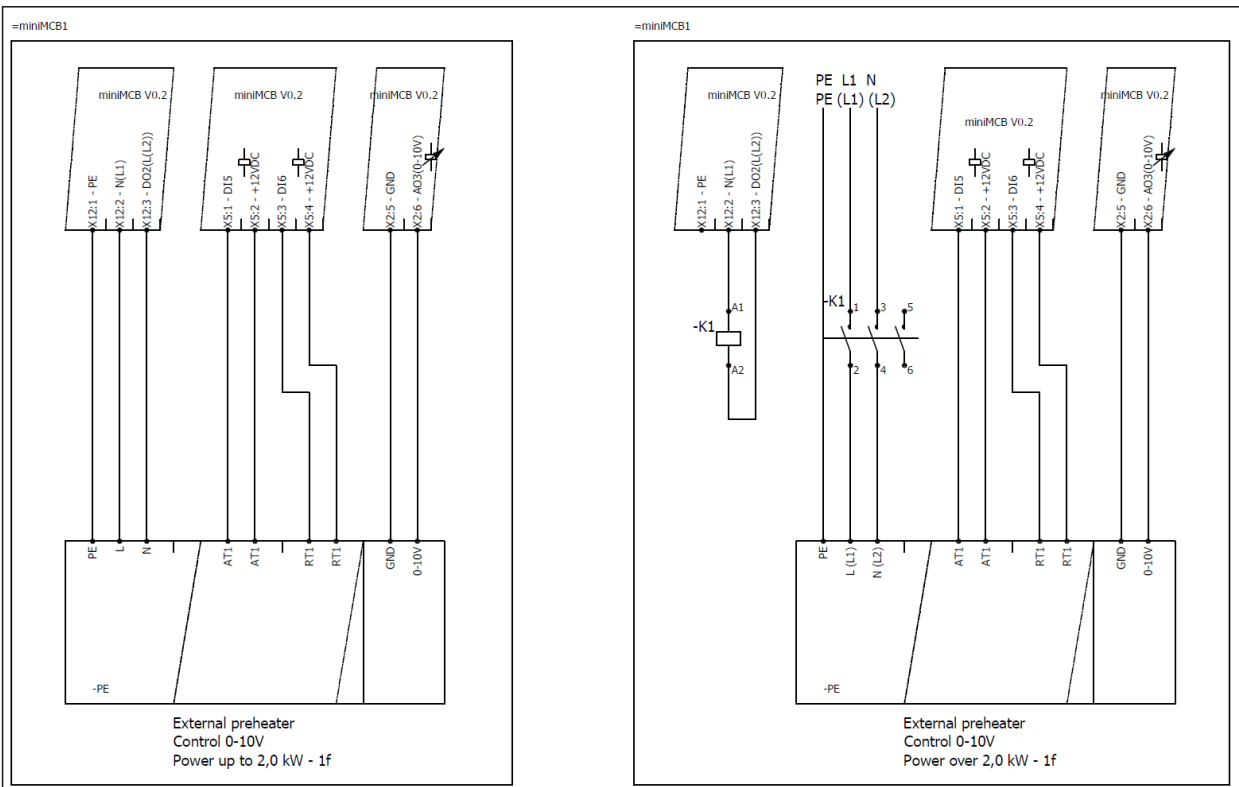 =miniMCB1
miniMCB V0.2
miniMCB V0.2
miniMCB V0.2
X12:1 - PE
X12:2 - N(L1)
X12:3 - DO2(L(L2))
X5:1 - DI5
X5:2 - +12VDC
X5:3 - DI6
X5:4 - +12VDC
X2:5 - GND
X2:6 - AO3(0-10V)
PE
L
N
AT1
AT1
RT1
RT1
GND
0-10V
-PE
External preheater
Control 0-10V
Power up to 2,0 kW - 1f
=miniMCB1
miniMCB V0.2
PE L1 N
PE (L1) (L2)
miniMCB V0.2
miniMCB V0.2
X12:1 - PE
X12:2 - N(L1)
X12:3 - DO2(L(L2))
X5:1 - DI5
X5:2 - +12VDC
X5:3 - DI6
X5:4 - +12VDC
X2:5 - GND
X2:6 - AO3(0-10V)
-K1
A1
A2
-K1
1
3
5
2
4
6
PE
L (L1)
N (L2)
AT1
AT1
RT1
RT1
GND
0-10V
-PE
External preheater
Control 0-10V
Power over 2,0 kW - 1f